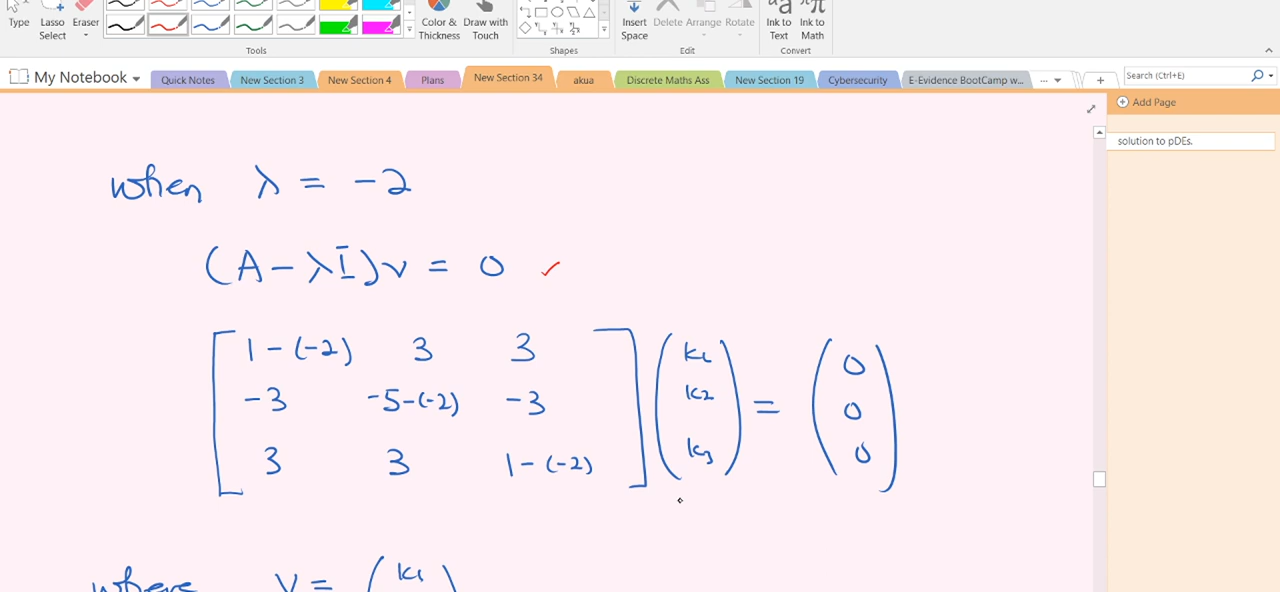 Type Lasso Select Eraser Color & Thickness Draw with Touch Insert Space Delete Arrange Rotate Ink to Text Ink to Math
Tools Shapes Edit Convert
My Notebook Quick Notes New Section 3 New Section 4 Plans New Section 34 akua Discrete Maths Ass New Section 19 Cybersecurity E-Evidence BootCamp w... ... + Search (Ctrl+E)
Add Page
solution to pDEs.
when λ = -2
(A - λI)v = 0 ✓
1-(-2) 3 3 k1 0
-3 -5-(-2) -3 k2 = 0
3 3 1-(-2) k3 0
where v = k1